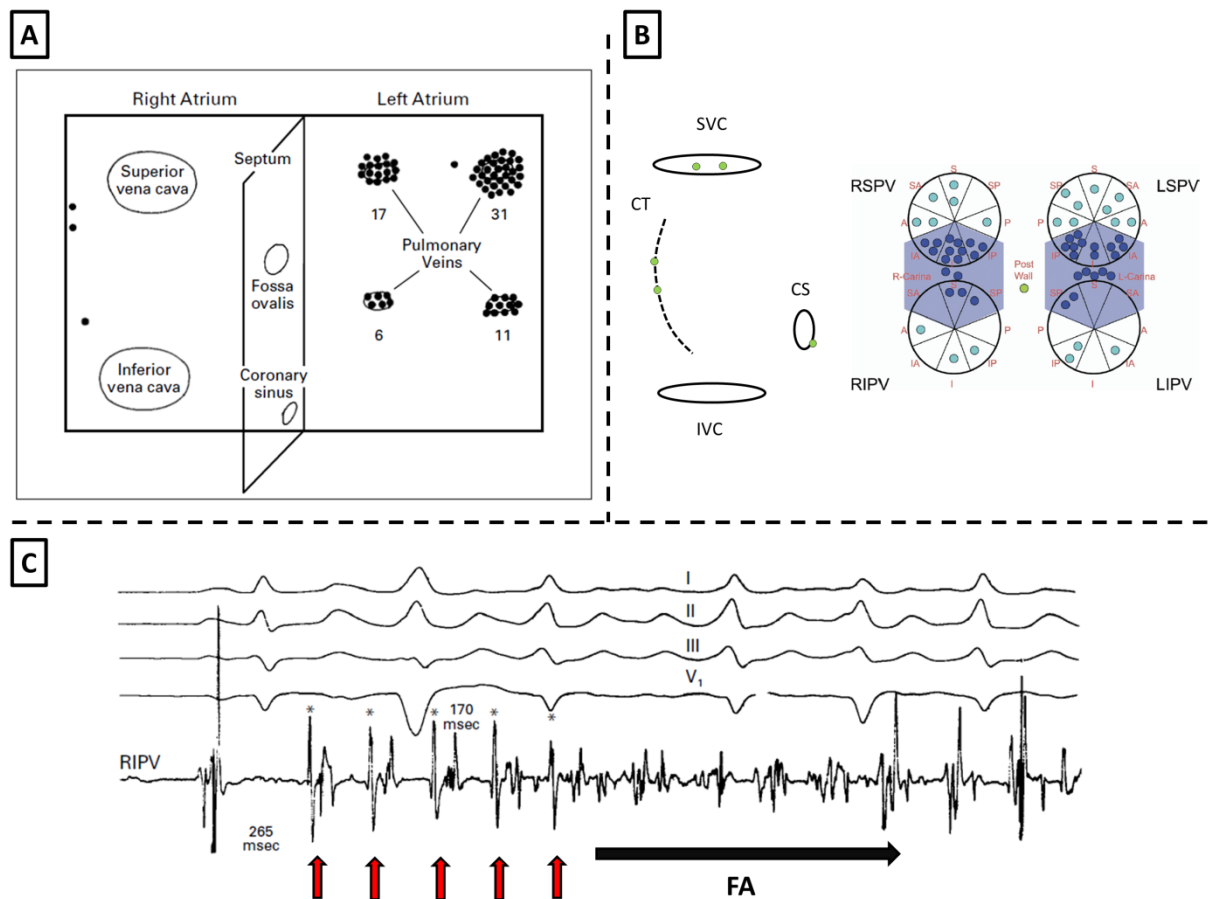 A
Right Atrium
Left Atrium
Superior
vena cava
Septum
17
31
Pulmonary
Veins
Fossa
ovalis
6
11
Inferior
vena cava
Coronary
sinus
B
SVC
CT
CS
IVC
RSPV
S
SA
SP
A
P
IA
IP
LSPV
S
SP
SA
P
A
IP
IA
R-Carina
Post
Wall
L-Carina
S
SA
SP
A
P
IA
IP
I
RIPV
S
SP
SA
P
A
IP
IA
I
LIPV
C
I
II
III
V1
* * * * *
170
msec
RIPV
265
msec
FA